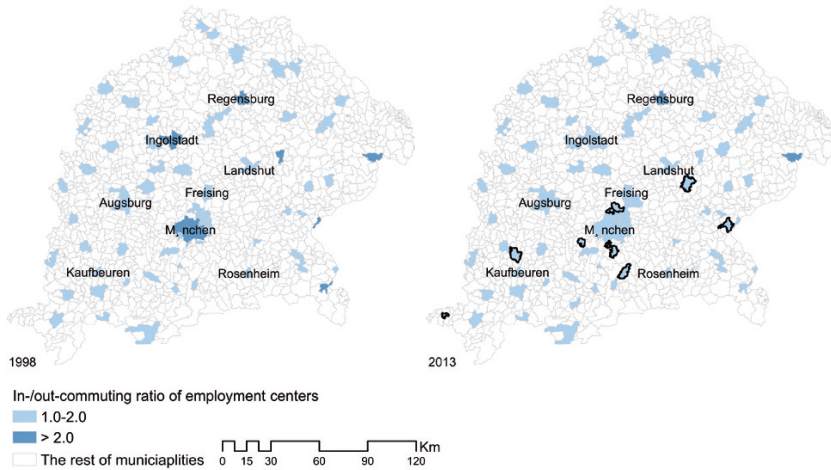 Regensburg
Ingolstadt
Landshut
Freising
Augsburg
M¸nchen
Kaufbeuren
Rosenheim
1998
Regensburg
Ingolstadt
Landshut
Freising
Augsburg
M¸nchen
Kaufbeuren
Rosenheim
2013
In-/out-commuting ratio of employment centers
1.0-2.0
> 2.0
The rest of municiaplities
Km
0 15 30 60 90 120